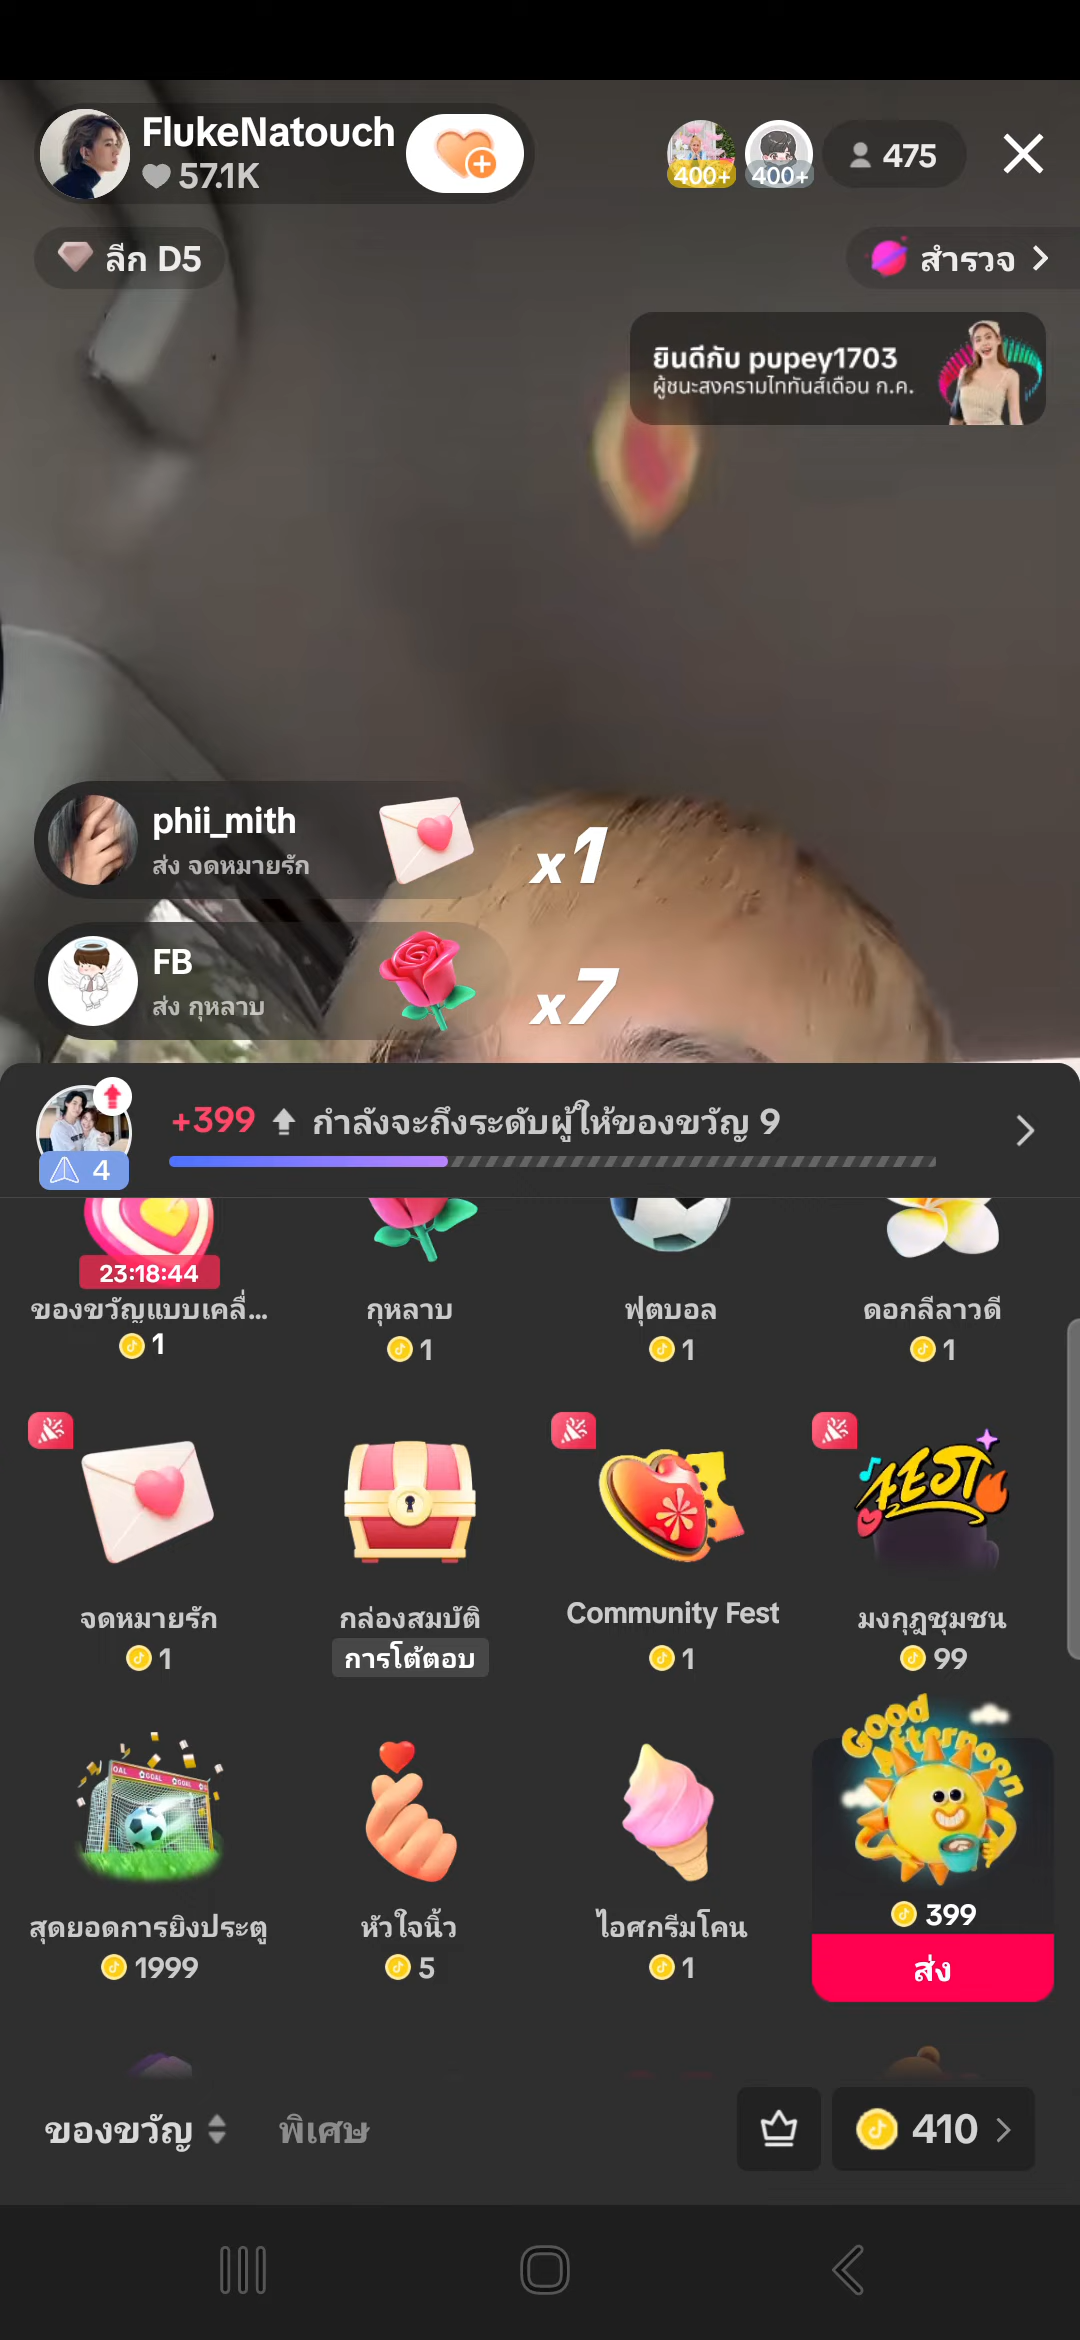 FlukeNatouch
57.1K
400+
400+
475
ลีก D5
สำรวจ
ยินดีกับ pupey1703
ผู้ชนะสงครามไททันส์เดือน ก.ค.
phii_mith
ส่ง จดหมายรัก
x1
FB
ส่ง กุหลาบ
x7
+399 กำลังจะถึงระดับผู้ให้ของขวัญ 9
4
23:18:44
ของขวัญแบบเคลื่...
1
กุหลาบ
1
ฟุตบอล
1
ดอกลีลาวดี
1
จดหมายรัก
1
กล่องสมบัติ
การโต้ตอบ
Community Fest
1
FEST
มงกุฎชุมชน
99
GOAL
GOAL
สุดยอดการยิงประตู
1999
หัวใจนิ้ว
5
ไอศกรีมโคน
1
Good
Afternoon
399
ส่ง
ของขวัญ
พิเศษ
410